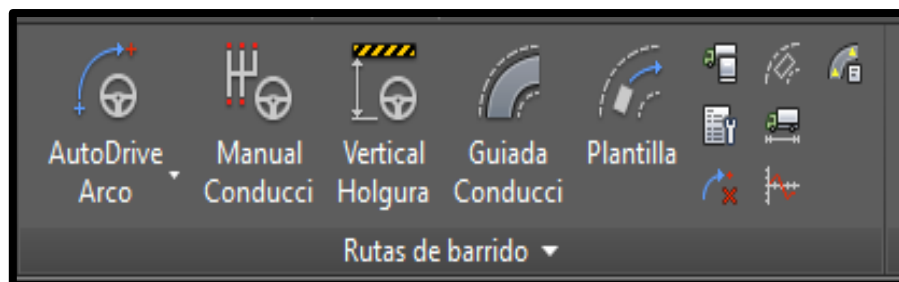 AutoDrive Arco
Manual Conducci
Vertical Holgura
Guiada Conducci
Plantilla
Rutas de barrido